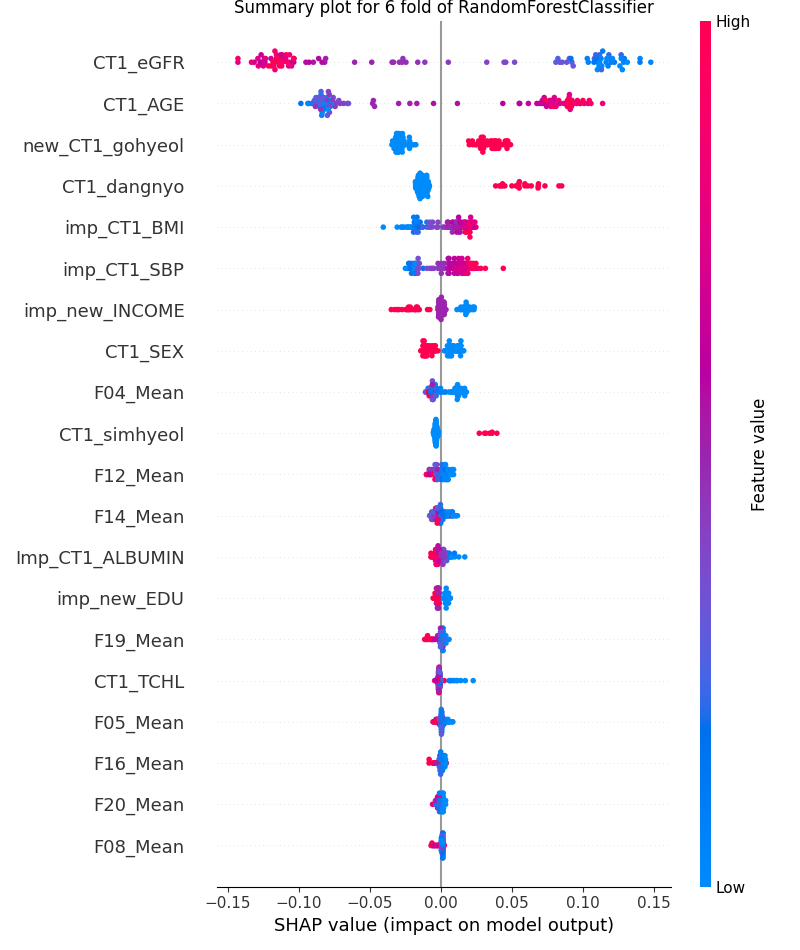 Summary plot for 6 fold of RandomForestClassifier
High
CT1_eGFR
CT1_AGE
new_CT1_gohyeol
CT1_dangnyo
imp_CT1_BMI
imp_CT1_SBP
imp_new_INCOME
CT1_SEX
F04_Mean
CT1_simhyeol
F12_Mean
F14_Mean
Imp_CT1_ALBUMIN
imp_new_EDU
F19_Mean
CT1_TCHL
F05_Mean
F16_Mean
F20_Mean
F08_Mean
Feature value
Low
−0.15 −0.10 −0.05 0.00 0.05 0.10 0.15
SHAP value (impact on model output)